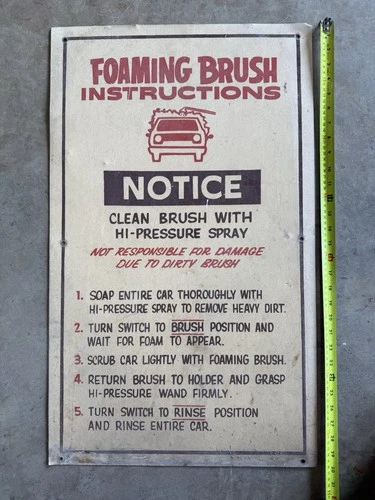 FOAMING BRUSH
INSTRUCTIONS
NOTICE
CLEAN BRUSH WITH
HI-PRESSURE SPRAY
NOT RESPONSIBLE FOR DAMAGE
DUE TO DIRTY BRUSH
1. SOAP ENTIRE CAR THOROUGHLY WITH
HI-PRESSURE SPRAY TO REMOVE HEAVY DIRT.
2. TURN SWITCH TO BRUSH POSITION AND
WAIT FOR FOAM TO APPEAR.
3. SCRUB CAR LIGHTLY WITH FOAMING BRUSH.
4. RETURN BRUSH TO HOLDER AND GRASP
HI-PRESSURE WAND FIRMLY.
5. TURN SWITCH TO RINSE POSITION
AND RINSE ENTIRE CAR.